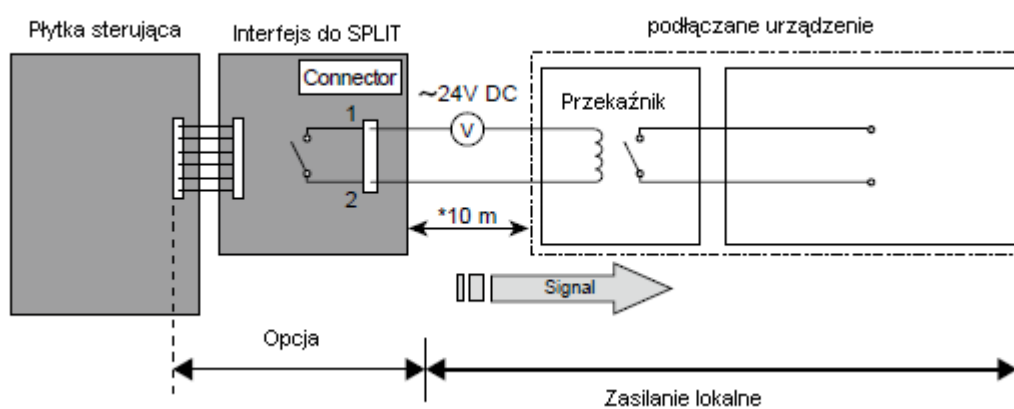 Płytka sterująca
Interfejs do SPLIT
podłączane urządzenie
Connector
~24V DC
Przekaźnik
1
V
2
*10 m
Signal
Opcja
Zasilanie lokalne